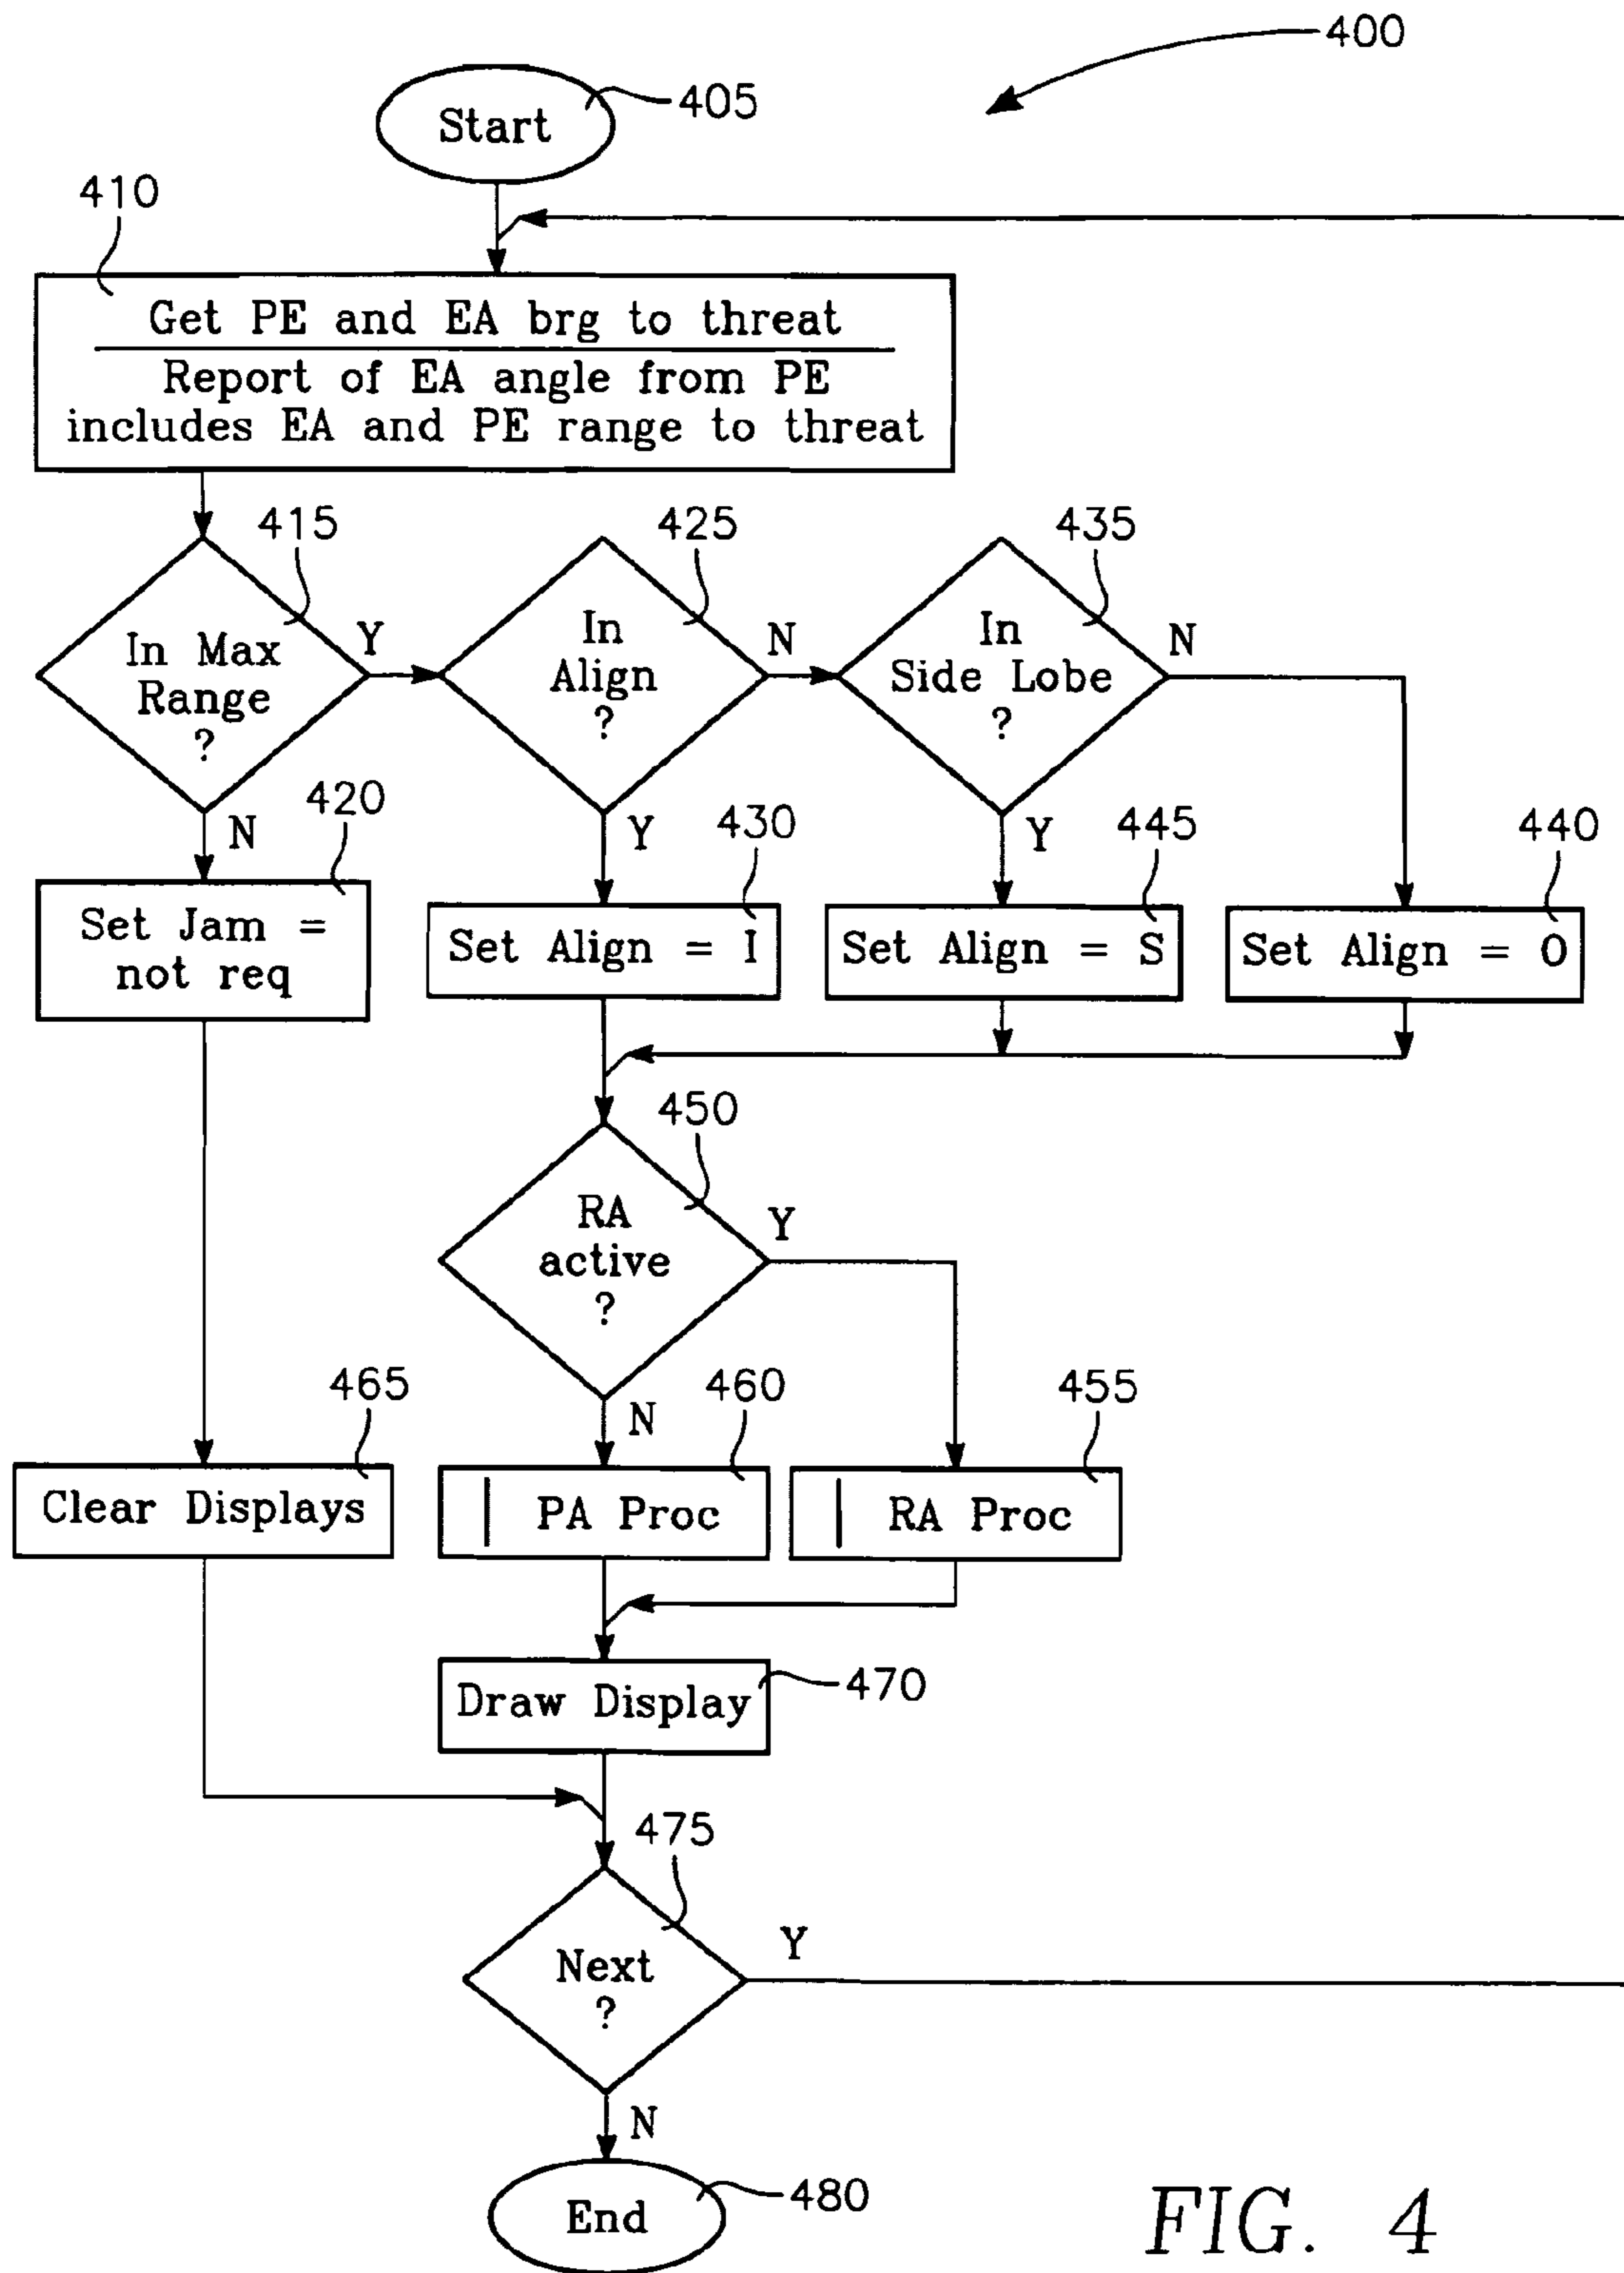 400
Start
405
410
Get PE and EA brg to threat
Report of EA angle from PE
includes EA and PE range to threat
415
425
435
In Max
Range
?
Y
In
Align
?
N
In
Side Lobe
?
N
N
420
Y
430
Y
445
440
Set Jam =
not req
Set Align = I
Set Align = S
Set Align = O
450
RA
active
?
Y
N
465
460
455
Clear Displays
PA Proc
RA Proc
Draw Display
470
475
Next
?
Y
N
End
480
FIG. 4